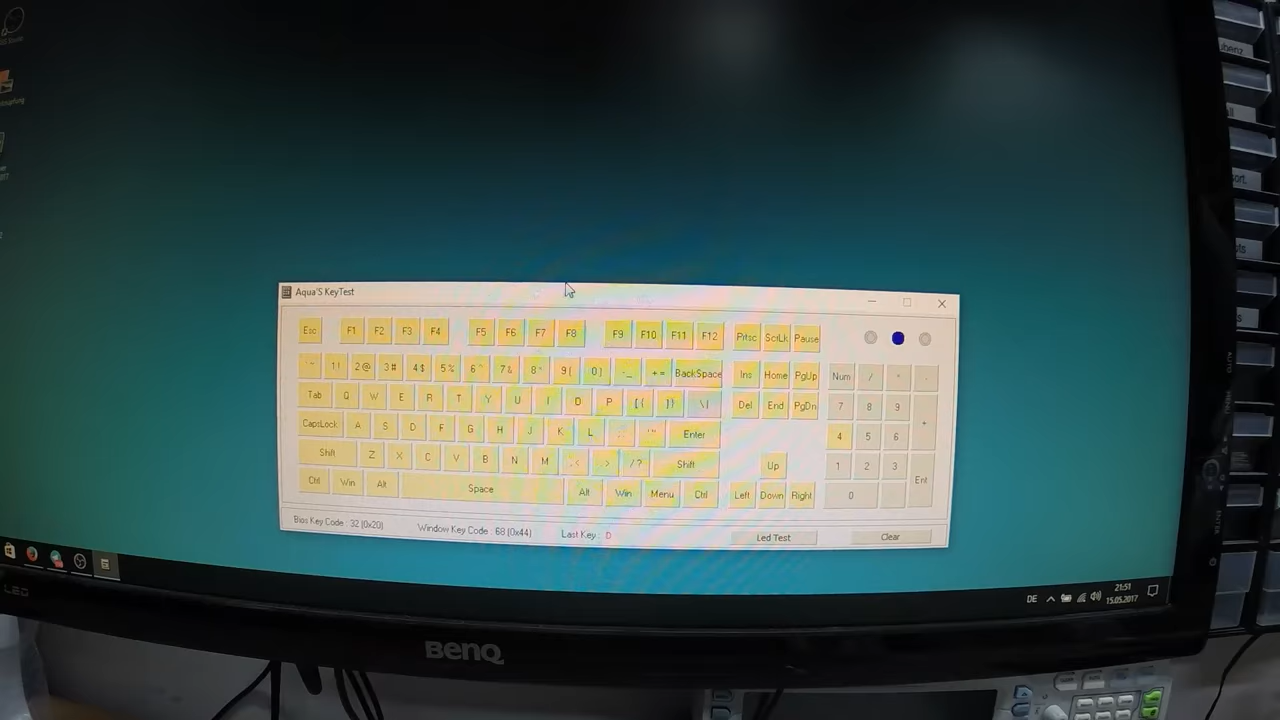 Aqua'S KeyTest
Esc F1 F2 F3 F4 F5 F6 F7 F8 F9 F10 F11 F12 Prtsc ScrLk Pause
`~ 1! 2@ 3# 4$ 5% 6^ 7& 8* 9( 0) -_ += BackSpace Ins Home PgUp Num / * -
Tab Q W E R T Y U I D P [{ ]} \| Del End PgDn 7 8 9 +
CapsLock A S D F G H J K L '" Enter 4 5 6
Shift Z X C V B N M ,< .> /? Shift Up 1 2 3 Ent
Ctrl Win Alt Space Alt Win Menu Ctrl Left Down Right 0
Bios Key Code : 32 (0x20) Window Key Code : 68 (0x44) Last Key : D Led Test Clear
DE 21:51
15.05.2017
LED
BenQ